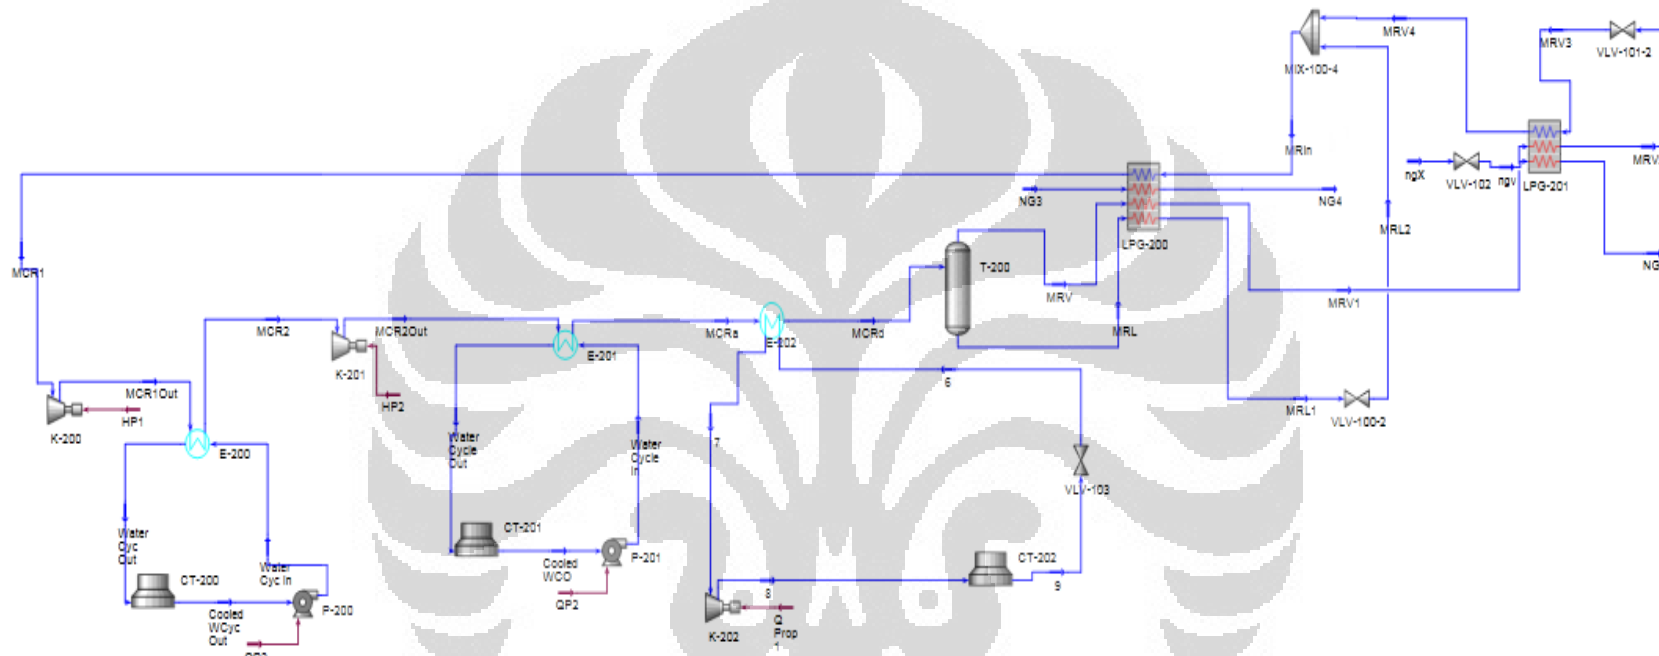 MRV4
MRV3
VLV-101-2
MIX-100-4
MRIn
ngX
VLV-102
ngv
LPG-201
NG3
NG4
MRL2
LPG-200
MCR1
T-200
MRV
MRV1
MCR2
MCR2Out
MCRa
E-202
MRL
E-201
K-201
6
MCR1Out
HP2
MRL1
VLV-100-2
HP1
K-200
E-200
Water
Cycle
Out
Water
Cycle
In
7
VLV-103
Water
Cyc
Out
CT-201
P-201
Cooled
WCO
CT-202
Water
Cyc In
CT-200
QP2
8
9
P-200
Cooled
WCyc
Out
K-202
Q
Prop
1